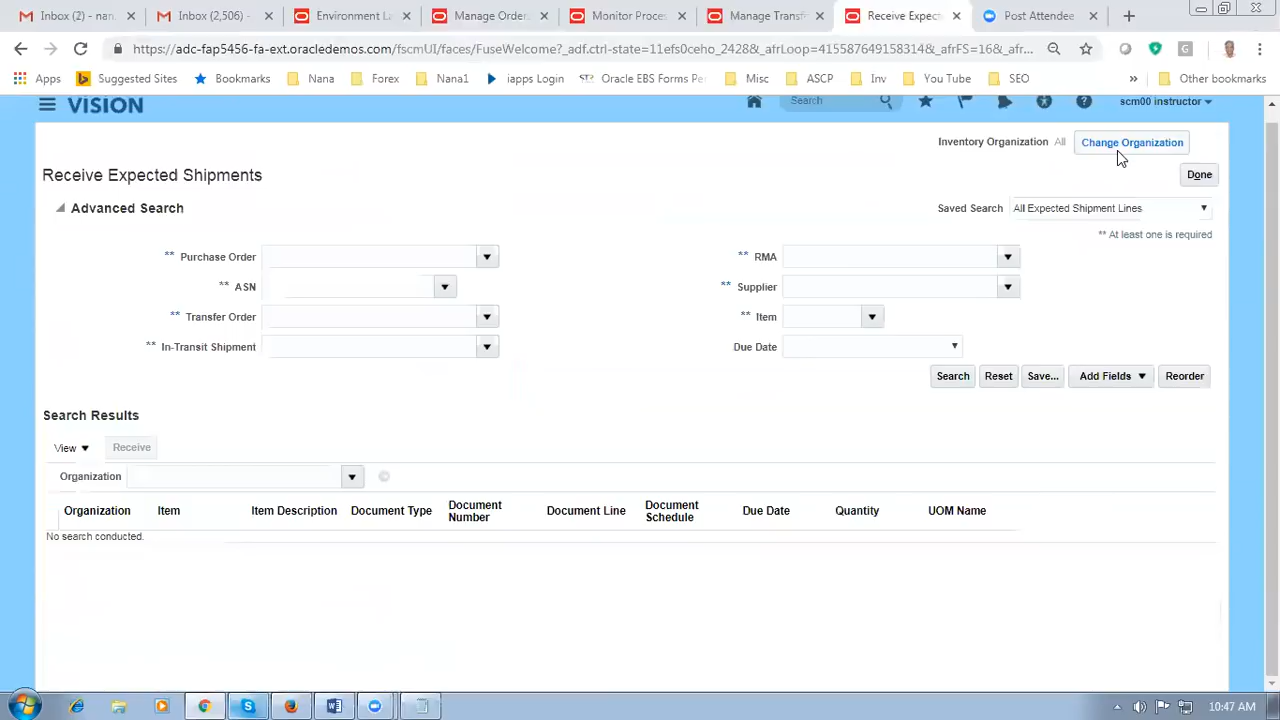 Inbox (2) - nan
Inbox (2,506) -
Environment L
Manage Order
Monitor Proces
Manage Transf
Receive Expect
Post Attendee
https://adc-fap5456-fa-ext.oracledemos.com/fscmUI/faces/FuseWelcome?_adf.ctrl-state=11efs0ceho_2428&_afrLoop=415587649158314&_afrFS=16&_afr...
Apps
Suggested Sites
Bookmarks
Nana
Forex
Nana1
iapps Login
Oracle EBS Forms Pe
Misc
ASCP
Inv
You Tube
SEO
» Other bookmarks
VISION
Search
scm00 instructor
Inventory Organization All Change Organization
Receive Expected Shipments
Done
Advanced Search
Saved Search All Expected Shipment Lines
** At least one is required
** Purchase Order
** RMA
** ASN
** Supplier
** Transfer Order
** Item
** In-Transit Shipment
Due Date
Search Reset Save... Add Fields Reorder
Search Results
View Receive
Organization
Organization Item Item Description Document Type Document Number Document Line Document Schedule Due Date Quantity UOM Name
No search conducted.
10:47 AM